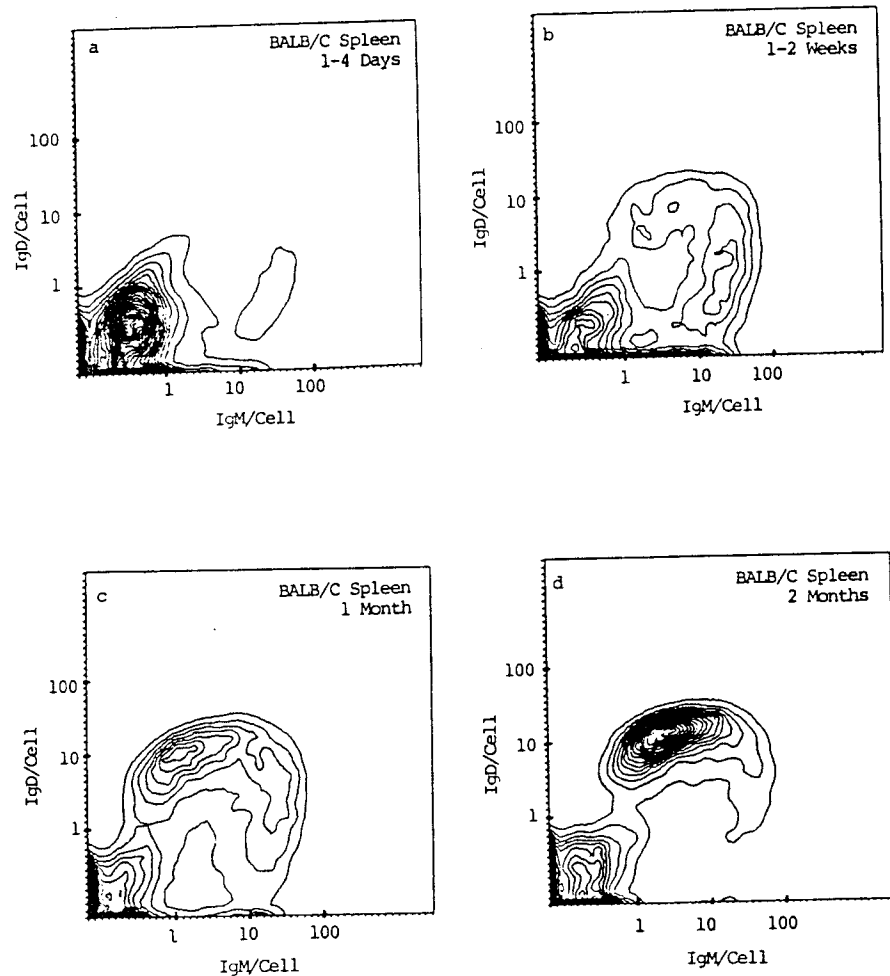 a
BALB/C Spleen
1-4 Days
100
10
1
IgD/Cell
1
10
100
IgM/Cell
b
BALB/C Spleen
1-2 Weeks
100
10
1
IgD/Cell
1
10
100
IgM/Cell
c
BALB/C Spleen
1 Month
100
10
1
IgD/Cell
1
10
100
IgM/Cell
d
BALB/C Spleen
2 Months
100
10
1
IgD/Cell
1
10
100
IgM/Cell